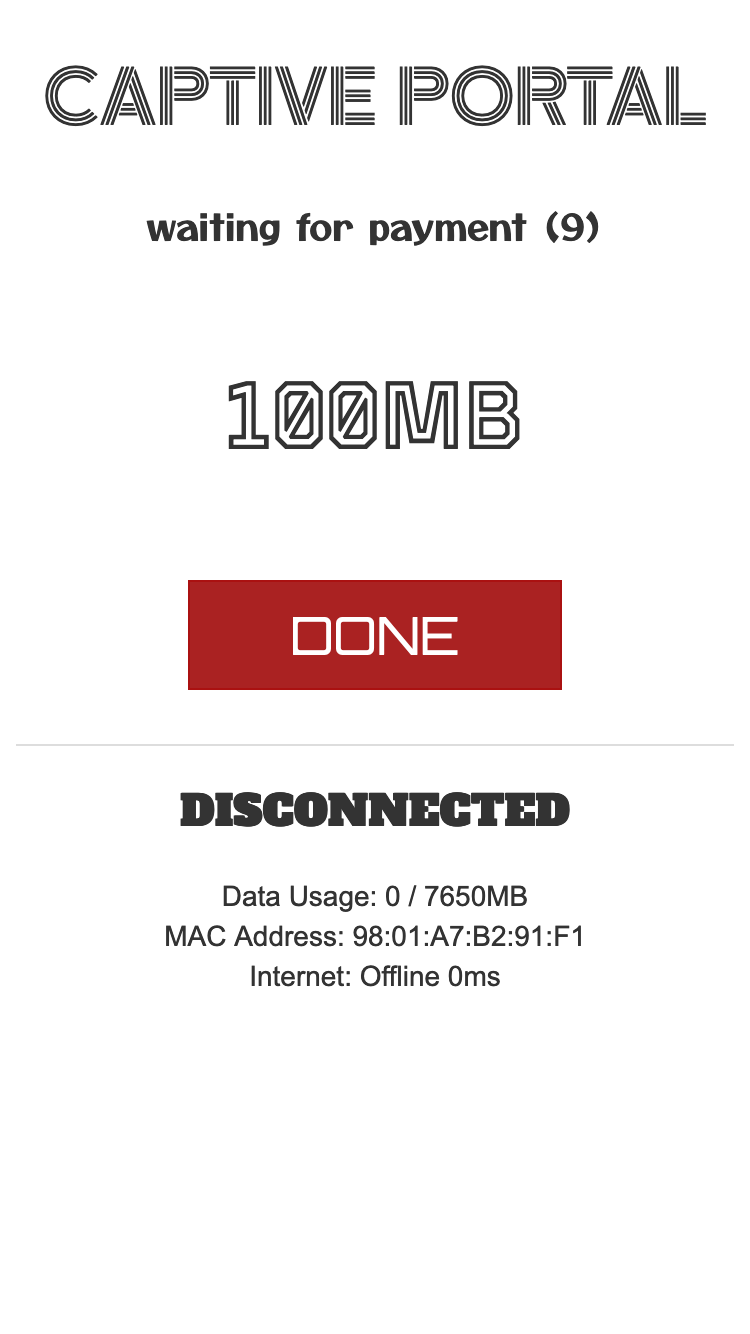 CAPTIVE PORTAL
waiting for payment (9)
100MB
DONE
DISCONNECTED
Data Usage: 0 / 7650MB
MAC Address: 98:01:A7:B2:91:F1
Internet: Offline 0ms